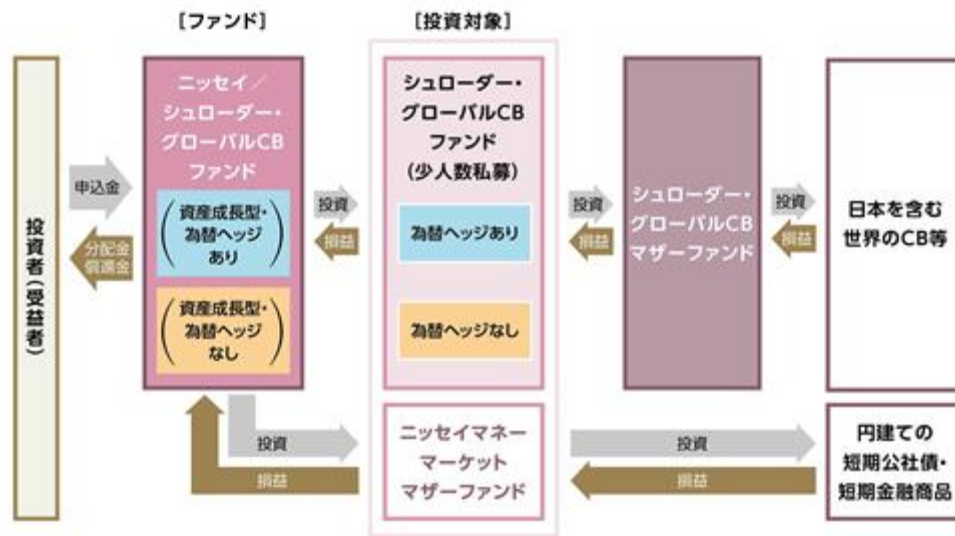 [ファンド]
[投資対象]
投資者(受益者)
申込金
分配金
償還金
ニッセイ/
シュローダー・
グローバルCB
ファンド
(資産成長型・
為替ヘッジ
あり)
(資産成長型・
為替ヘッジ
なし)
投資
損益
シュローダー・
グローバルCB
ファンド
(少人数私募)
為替ヘッジあり
為替ヘッジなし
投資
損益
シュローダー・
グローバルCB
マザーファンド
投資
損益
日本を含む
世界のCB等
投資
損益
ニッセイマネー
マーケット
マザーファンド
投資
損益
円建ての
短期公社債・
短期金融商品